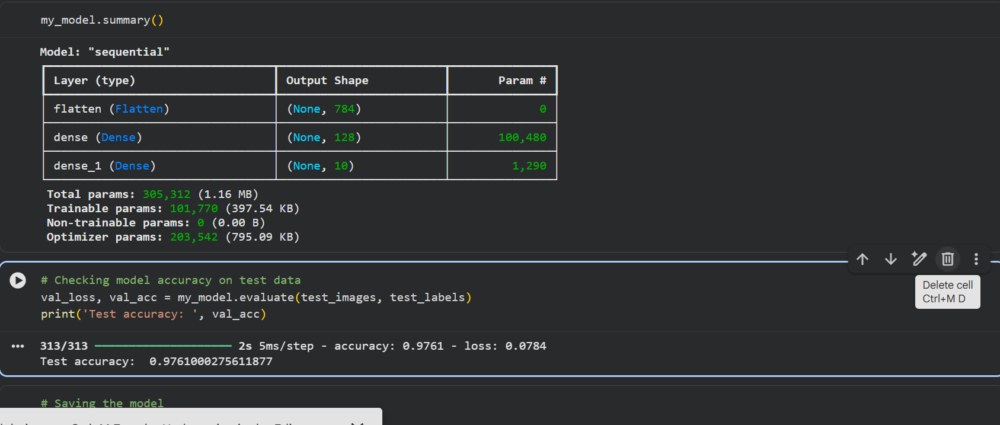 my_model.summary()
Model: "sequential"
Layer (type) Output Shape Param #
flatten (Flatten) (None, 784) 0
dense (Dense) (None, 128) 100,480
dense_1 (Dense) (None, 10) 1,290
Total params: 305,312 (1.16 MB)
Trainable params: 101,770 (397.54 KB)
Non-trainable params: 0 (0.00 B)
Optimizer params: 203,542 (795.09 KB)
# Checking model accuracy on test data
val_loss, val_acc = my_model.evaluate(test_images, test_labels)
print('Test accuracy: ', val_acc)
Delete cell
Ctrl+M D
313/313 ━━━━━━━━━━━━━━━━━━━━ 2s 5ms/step - accuracy: 0.9761 - loss: 0.0784
Test accuracy:  0.9761000275611877
# Saving the model